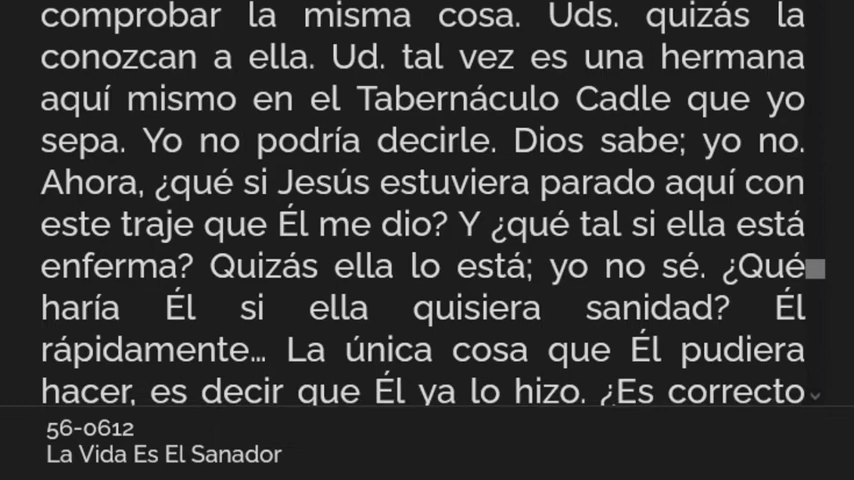 comprobar la misma cosa. Uds. quizás la
conozcan a ella. Ud. tal vez es una hermana
aquí mismo en el Tabernáculo Cadle que yo
sepa. Yo no podría decirle. Dios sabe; yo no.
Ahora, ¿qué si Jesús estuviera parado aquí con
este traje que Él me dio? Y ¿qué tal si ella está
enferma? Quizás ella lo está; yo no sé. ¿Qué
haría Él si ella quisiera sanidad? Él
rápidamente… La única cosa que Él pudiera
hacer, es decir que Él ya lo hizo. ¿Es correcto
56-0612
La Vida Es El Sanador